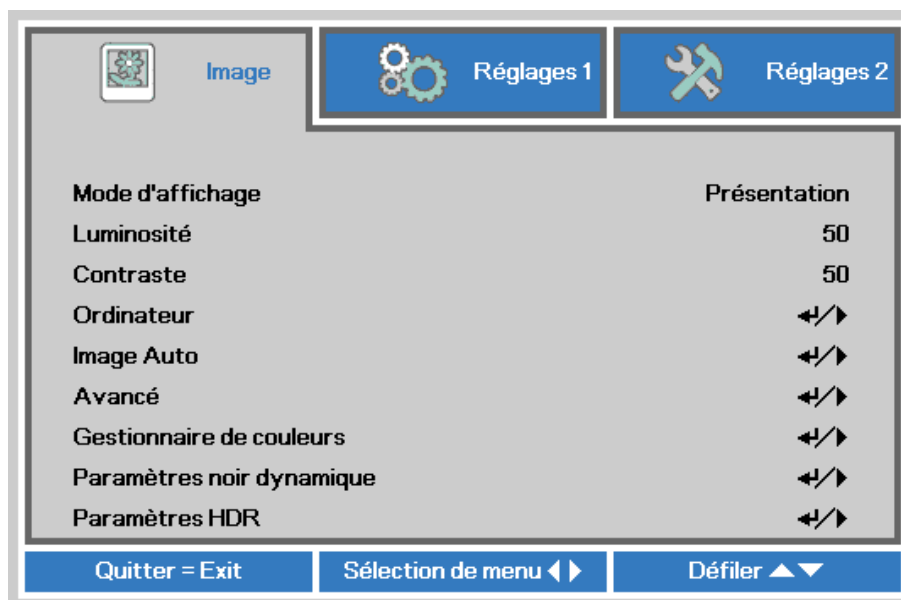 Image Réglages 1 Réglages 2
Mode d'affichage Présentation
Luminosité 50
Contraste 50
Ordinateur
Image Auto
Avancé
Gestionnaire de couleurs
Paramètres noir dynamique
Paramètres HDR
Quitter = Exit Sélection de menu Défiler